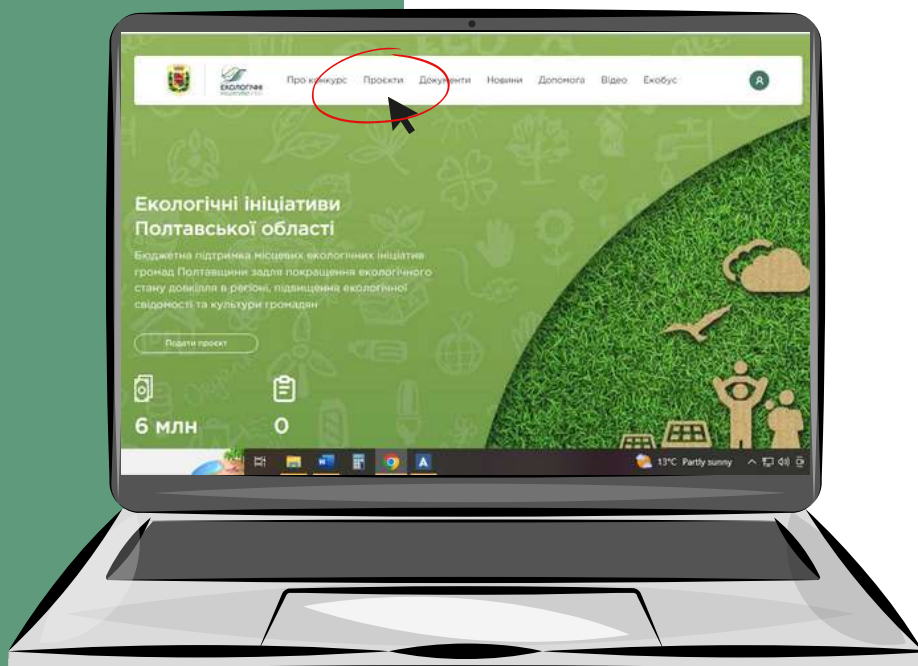 ЕКОЛОГІЧНІ
Про конкурс Проєкти Документи Новини Допомога Відео Екобус
Екологічні ініціативи
Полтавської області
Бюджетна підтримка місцевих екологічних ініціатив
громад Полтавщини задля покращення екологічного
стану довкілля в регіоні, підвищення екологічної
свідомості та культури громадян
Подати проєкт
6 млн 0
13°C Partly sunny